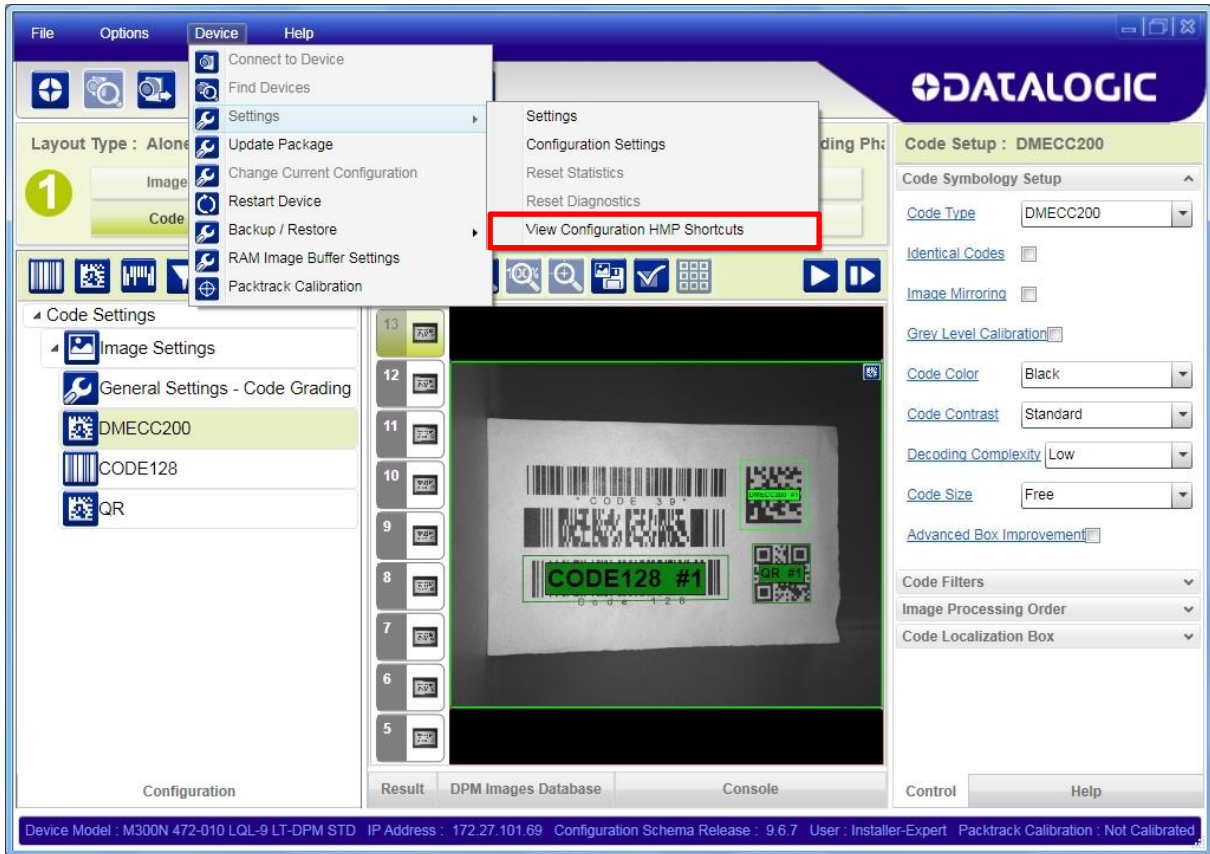 File Options Device Help
DATALOGIC
Connect to Device
Find Devices
Settings
Update Package
Change Current Configuration
Restart Device
Backup / Restore
RAM Image Buffer Settings
Packtrack Calibration
Settings
Configuration Settings
Reset Statistics
Reset Diagnostics
View Configuration HMP Shortcuts
Layout Type : Alone
1
Image
Code
Code Settings
Image Settings
General Settings - Code Grading
DMECC200
CODE128
QR
Configuration
13
12
11
10
9
8
7
6
5
* CODE 39 *
DMECC200 #1
CODE128 #1
QR #1
Code 128
Result DPM Images Database Console
Code Setup : DMECC200
Code Symbology Setup
Code Type DMECC200
Identical Codes
Image Mirroring
Grey Level Calibration
Code Color Black
Code Contrast Standard
Decoding Complexity Low
Code Size Free
Advanced Box Improvement
Code Filters
Image Processing Order
Code Localization Box
Control Help
Device Model : M300N 472-010 LQL-9 LT-DPM STD IP Address : 172.27.101.69 Configuration Schema Release : 9.6.7 User : Installer-Expert Packtrack Calibration : Not Calibrated